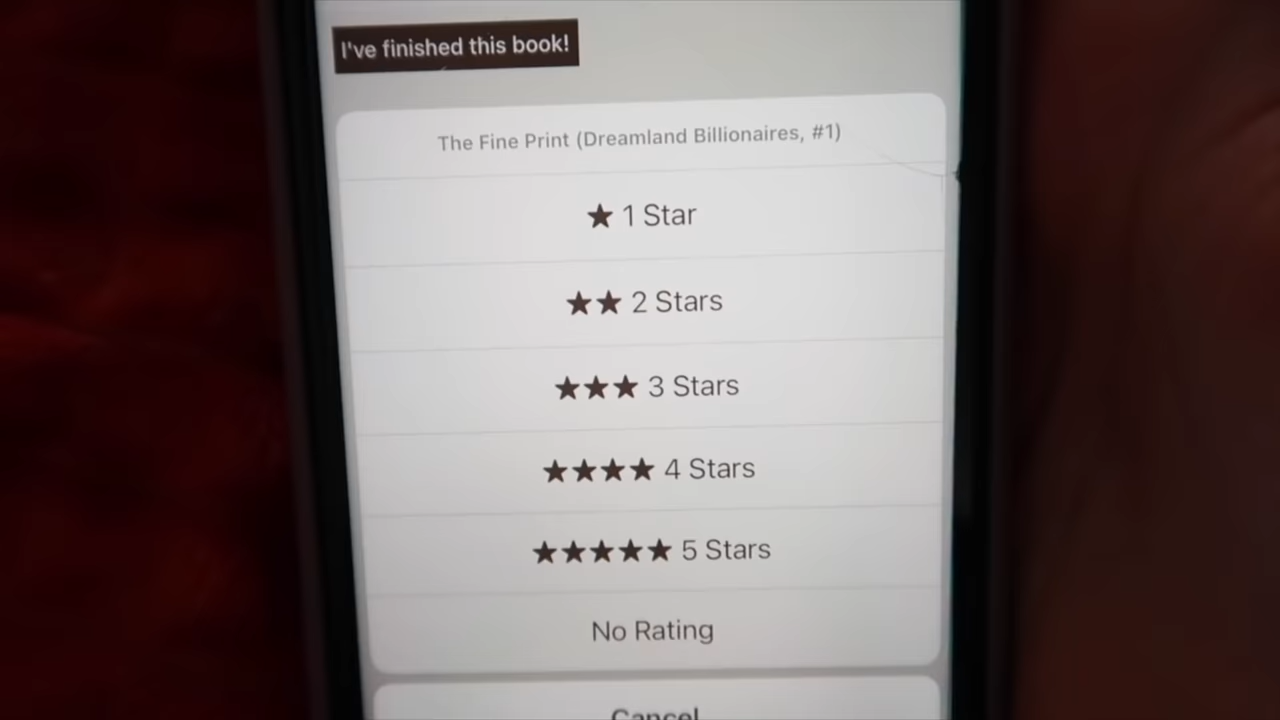 I've finished this book!
The Fine Print (Dreamland Billionaires, #1)
★ 1 Star
★★ 2 Stars
★★★ 3 Stars
★★★★ 4 Stars
★★★★★ 5 Stars
No Rating
Cancel